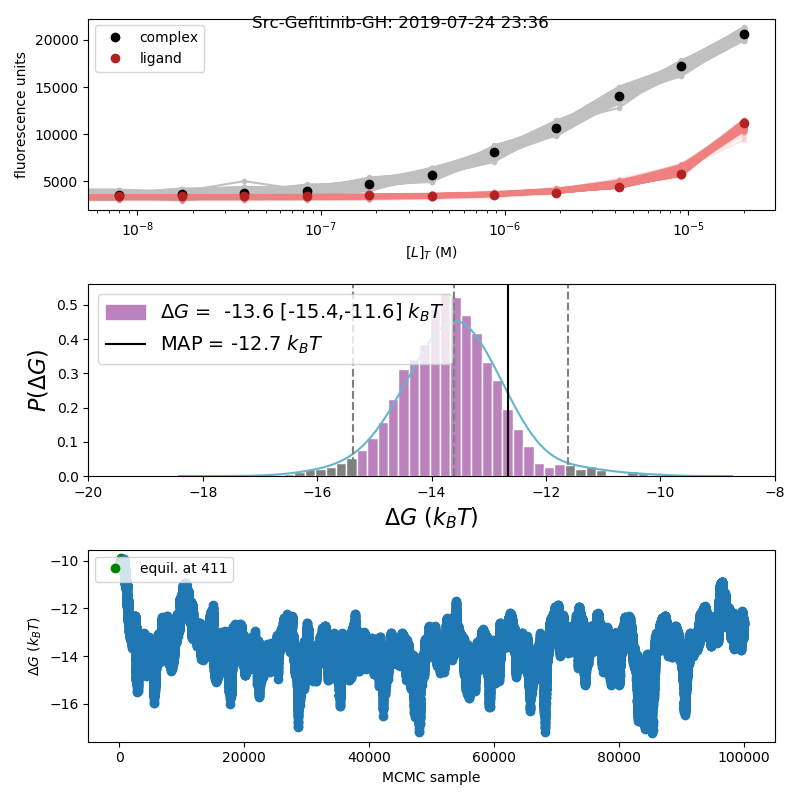 Src-Gefitinib-GH: 2019-07-24 23:36
complex
ligand
fluorescence units
20000
15000
10000
5000
10⁻⁸
10⁻⁷
10⁻⁶
10⁻⁵
[L]_T (M)
ΔG = -13.6 [-15.4,-11.6] k_BT
MAP = -12.7 k_BT
P(ΔG)
0.5
0.4
0.3
0.2
0.1
0.0
−20
−18
−16
−14
−12
−10
−8
ΔG (k_BT)
equil. at 411
ΔG (k_BT)
−10
−12
−14
−16
0
20000
40000
60000
80000
100000
MCMC sample